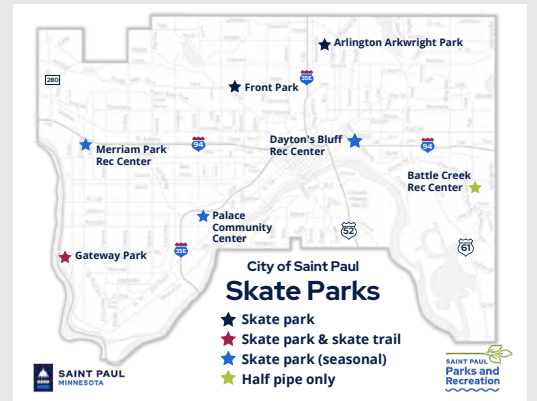 Arlington Arkwright Park
35E
280
Front Park
Dayton's Bluff
Rec Center
94
94
Merriam Park
Rec Center
Battle Creek
Rec Center
Palace
Community
Center
52
61
35E
Gateway Park
City of Saint Paul
Skate Parks
Skate park
Skate park & skate trail
Skate park (seasonal)
Half pipe only
SAINT PAUL
MINNESOTA
SAINT PAUL
Parks and
Recreation